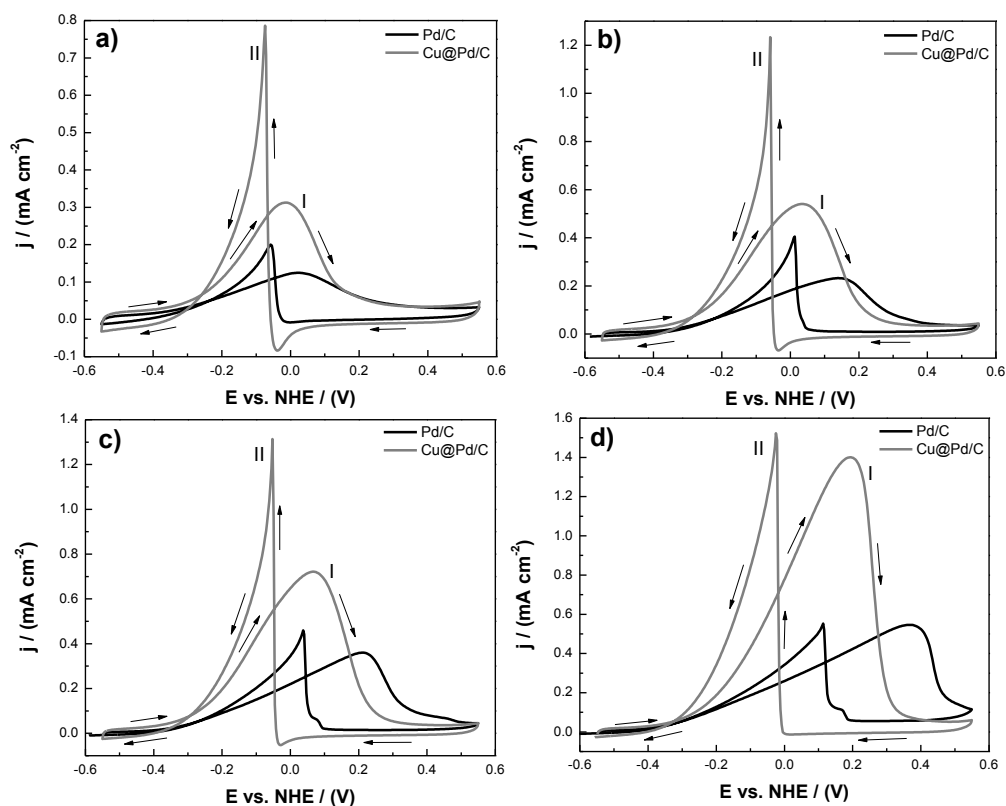 a)
Pd/C
Cu@Pd/C
II
I
0.8
0.7
0.6
0.5
0.4
0.3
0.2
0.1
0.0
-0.1
-0.6 -0.4 -0.2 0.0 0.2 0.4 0.6
j / (mA cm⁻²)
E vs. NHE / (V)
b)
Pd/C
Cu@Pd/C
II
I
1.2
1.0
0.8
0.6
0.4
0.2
0.0
-0.6 -0.4 -0.2 0.0 0.2 0.4 0.6
j / (mA cm⁻²)
E vs. NHE / (V)
c)
Pd/C
Cu@Pd/C
II
I
1.4
1.2
1.0
0.8
0.6
0.4
0.2
0.0
-0.6 -0.4 -0.2 0.0 0.2 0.4 0.6
j / (mA cm⁻²)
E vs. NHE / (V)
d)
Pd/C
Cu@Pd/C
II
I
1.6
1.4
1.2
1.0
0.8
0.6
0.4
0.2
0.0
-0.6 -0.4 -0.2 0.0 0.2 0.4 0.6
j / (mA cm⁻²)
E vs. NHE / (V)